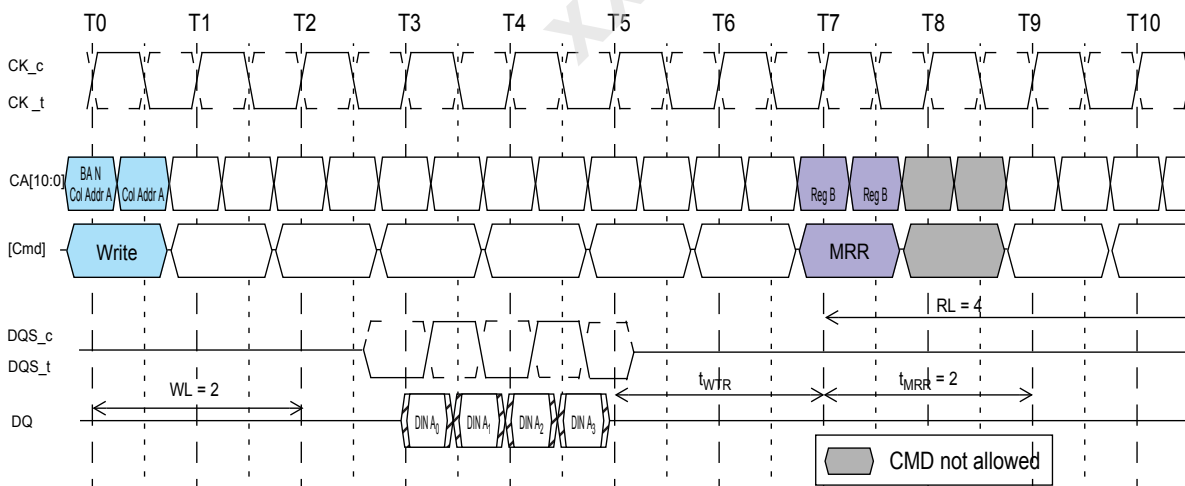 T0 T1 T2 T3 T4 T5 T6 T7 T8 T9 T10
CK_c
CK_t
CA[10:0]
BA N
Col Addr A
Col Addr A
Reg B
Reg B
[Cmd]
Write
MRR
RL = 4
DQS_c
DQS_t
WL = 2
tWTR
tMRR = 2
DQ
DIN A0
DIN A1
DIN A2
DIN A3
CMD not allowed